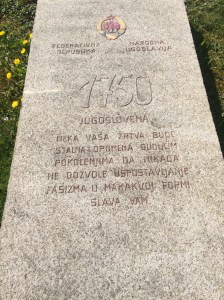 FEDERATIVNA NARODNA
REPUBLIKA JUGOSLAVIJA
1750
JUGOSLOVENA
NEKA VAŠA ŽRTVA BUDE
STALNA OPOMENA BUDUĆIM
POKOLENJIMA DA NIKADA
NE DOZVOLE USPOSTAVLJANJE
FAŠIZMA U MAKAKVOJ FORMI
SLAVA VAM